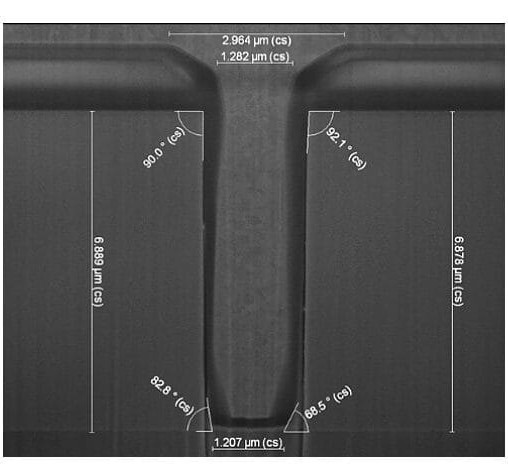 2.964 µm (cs)
1.282 µm (cs)
90.0 ° (cs)
92.1 ° (cs)
6.889 µm (cs)
6.878 µm (cs)
82.8 ° (cs)
68.5 ° (cs)
1.207 µm (cs)